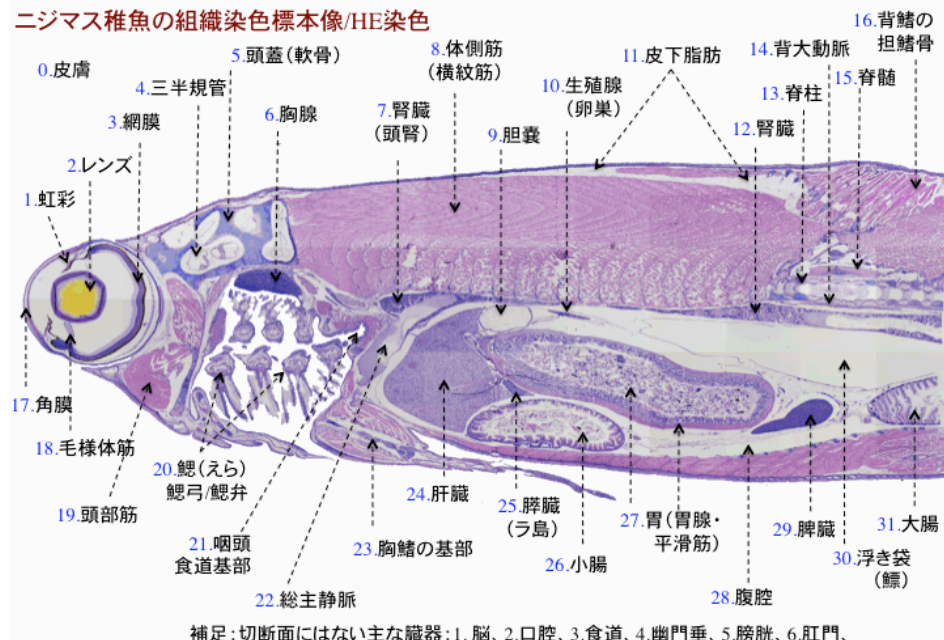 ニジマス稚魚の組織染色標本像/HE染色
0.皮膚
1.虹彩
2.レンズ
3.網膜
4.三半規管
5.頭蓋(軟骨)
6.胸腺
7.腎臓
(頭腎)
8.体側筋
(横紋筋)
9.胆嚢
10.生殖腺
(卵巣)
11.皮下脂肪
12.腎臓
13.脊柱
14.背大動脈
15.脊髄
16.背鰭の
担鰭骨
17.角膜
18.毛様体筋
19.頭部筋
20.鰓(えら)
鰓弓/鰓弁
21.咽頭
食道基部
22.総主静脈
23.胸鰭の基部
24.肝臓
25.膵臓
(ラ島)
26.小腸
27.胃(胃腺・
平滑筋)
28.腹腔
29.脾臓
30.浮き袋
(鰾)
31.大腸
補足:切断面にはない主な臓器:1.脳、2.口腔、3.食道、4.幽門垂、5.膀胱、6.肛門、